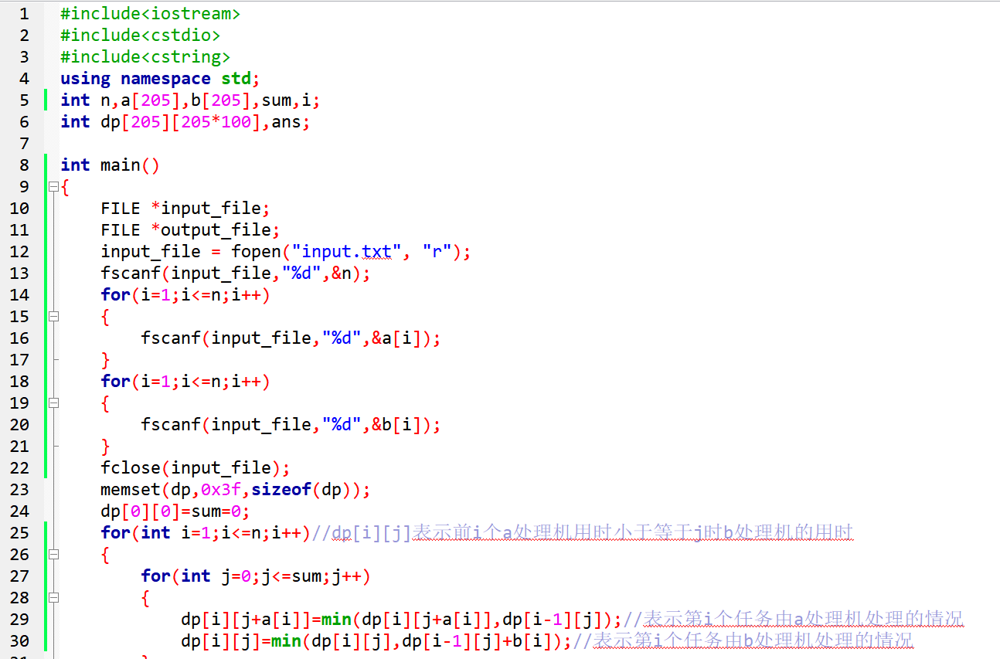 1 #include<iostream>
2 #include<cstdio>
3 #include<cstring>
4 using namespace std;
5 int n,a[205],b[205],sum,i;
6 int dp[205][205*100],ans;
7
8 int main()
9 {
10 FILE *input_file;
11 FILE *output_file;
12 input_file = fopen("input.txt", "r");
13 fscanf(input_file,"%d",&n);
14 for(i=1;i<=n;i++)
15 {
16 fscanf(input_file,"%d",&a[i]);
17 }
18 for(i=1;i<=n;i++)
19 {
20 fscanf(input_file,"%d",&b[i]);
21 }
22 fclose(input_file);
23 memset(dp,0x3f,sizeof(dp));
24 dp[0][0]=sum=0;
25 for(int i=1;i<=n;i++)//dp[i][j]表示前i个a处理机用时小于等于j时b处理机的用时
26 {
27 for(int j=0;j<=sum;j++)
28 {
29 dp[i][j+a[i]]=min(dp[i][j+a[i]],dp[i-1][j]);//表示第i个任务由a处理机处理的情况
30 dp[i][j]=min(dp[i][j],dp[i-1][j]+b[i]);//表示第i个任务由b处理机处理的情况